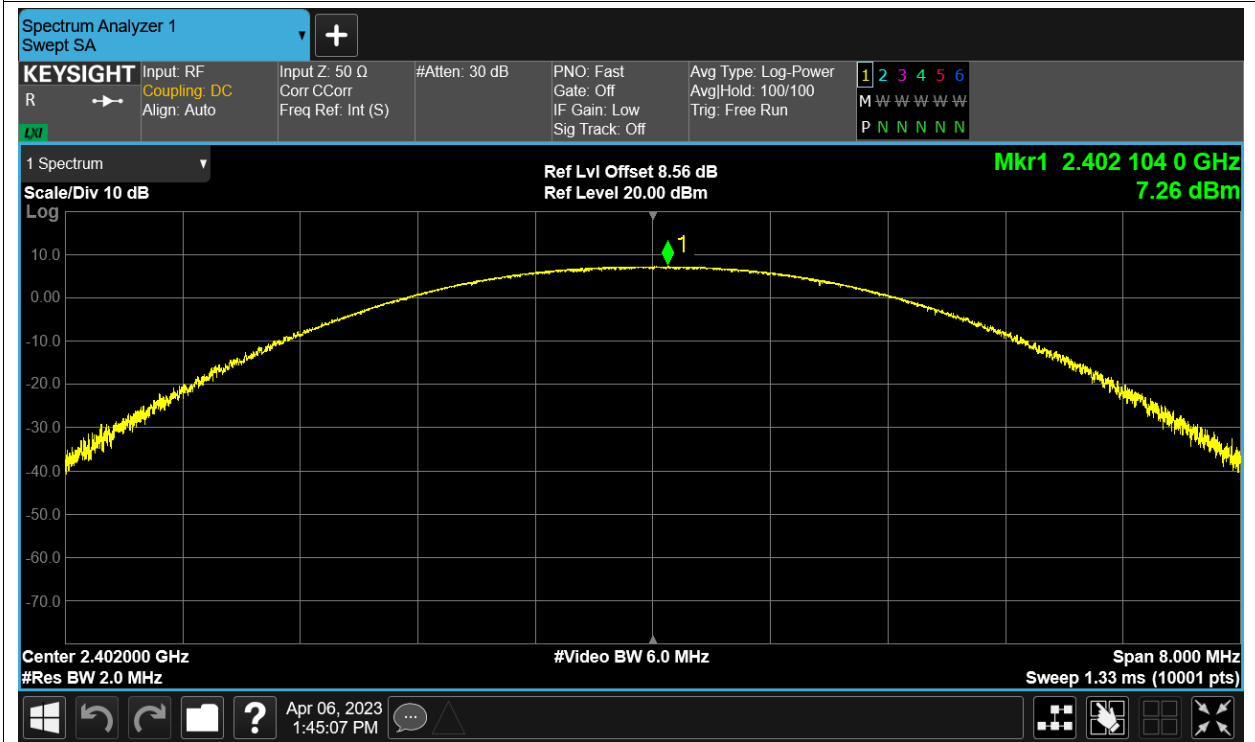 Spectrum Analyzer 1
Swept SA
+
KEYSIGHT
R
LXI
Input: RF
Coupling: DC
Align: Auto
Input Z: 50 Ω
Corr CCorr
Freq Ref: Int (S)
#Atten: 30 dB
PNO: Fast
Gate: Off
IF Gain: Low
Sig Track: Off
Avg Type: Log-Power
Avg|Hold: 100/100
Trig: Free Run
1 2 3 4 5 6
M W W W W W
P N N N N N
1 Spectrum
Scale/Div 10 dB
Log
Ref Lvl Offset 8.56 dB
Ref Level 20.00 dBm
Mkr1 2.402 104 0 GHz
7.26 dBm
1
10.0
0.00
-10.0
-20.0
-30.0
-40.0
-50.0
-60.0
-70.0
Center 2.402000 GHz
#Res BW 2.0 MHz
#Video BW 6.0 MHz
Span 8.000 MHz
Sweep 1.33 ms (10001 pts)
?
Apr 06, 2023
1:45:07 PM